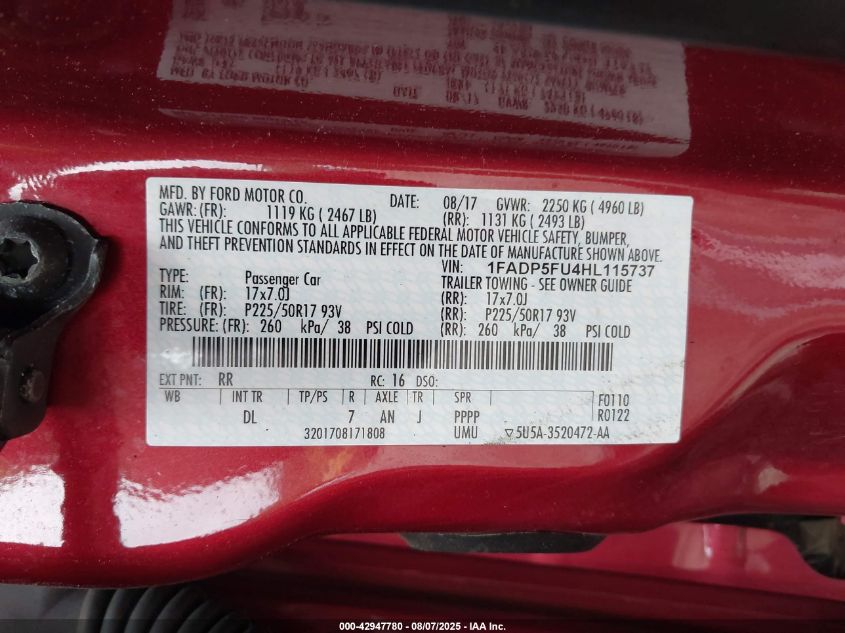 MFD. BY FORD MOTOR CO.
DATE: 08/17 GVWR: 2250 KG ( 4960 LB)
GAWR: (FR): 1119 KG ( 2467 LB) (RR): 1131 KG ( 2493 LB)
THIS VEHICLE CONFORMS TO ALL APPLICABLE FEDERAL MOTOR VEHICLE SAFETY, BUMPER,
AND THEFT PREVENTION STANDARDS IN EFFECT ON THE DATE OF MANUFACTURE SHOWN ABOVE.
VIN: 1FADP5FU4HL115737
TYPE: Passenger Car TRAILER TOWING - SEE OWNER GUIDE
RIM: (FR) 17x7.0J (RR): 17x7.0J
TIRE: (FR) P225/50R17 93V (RR): P225/50R17 93V
PRESSURE: (FR) 260 kPa/ 38 PSI COLD (RR): 260 kPa/ 38 PSI COLD
EXT PNT: RR RC: 16 DSO:
WB INT TR TP/PS R AXLE TR SPR F0110
DL 7 AN J PPPP R0122
3201708171808 UMU ▽5U5A-3520472-AA
000-42947780 - 08/07/2025 - IAA Inc.